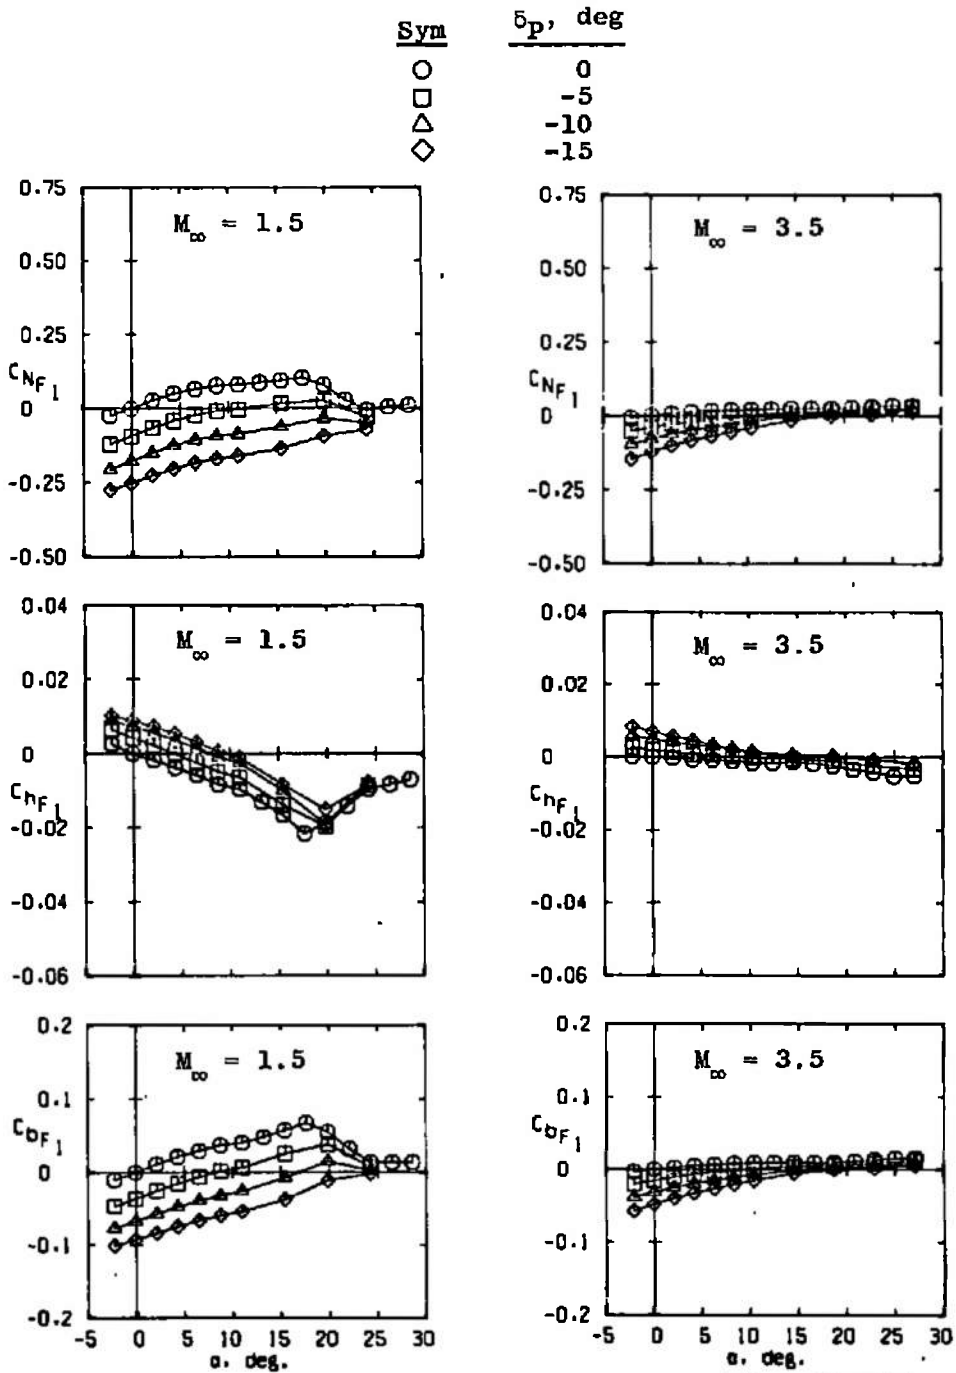 Sym δP, deg
0
-5
-10
-15
0.75
0.50
0.25
0
-0.25
-0.50
CNF1
M∞ = 1.5
0.75
0.50
0.25
0
-0.25
-0.50
CNF1
M∞ = 3.5
0.04
0.02
0
-0.02
-0.04
-0.06
ChF1
M∞ = 1.5
0.04
0.02
0
-0.02
-0.04
-0.06
ChF1
M∞ = 3.5
0.2
0.1
0
-0.1
-0.2
CbF1
M∞ = 1.5
-5 0 5 10 15 20 25 30
α, deg.
0.2
0.1
0
-0.1
-0.2
CbF1
M∞ = 3.5
-5 0 5 10 15 20 25 30
α, deg.